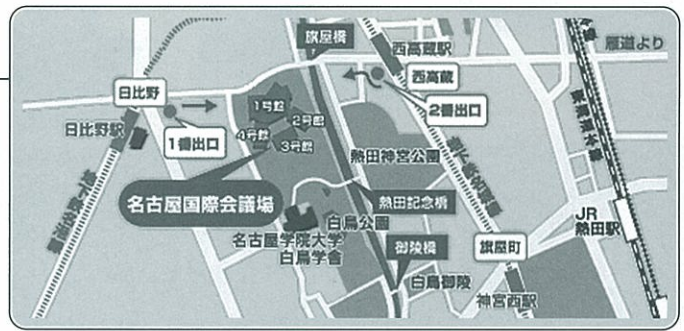 旗屋橋
西高蔵駅
雁道より
西高蔵
日比野
1号館
2号館
2番出口
日比野駅
4号館
3号館
1番出口
熱田神宮公園
名古屋国際会議場
熱田記念橋
白鳥公園
JR
熱田駅
名古屋学院大学
白鳥学舎
御陵橋
旗屋町
白鳥御陵
神宮西駅